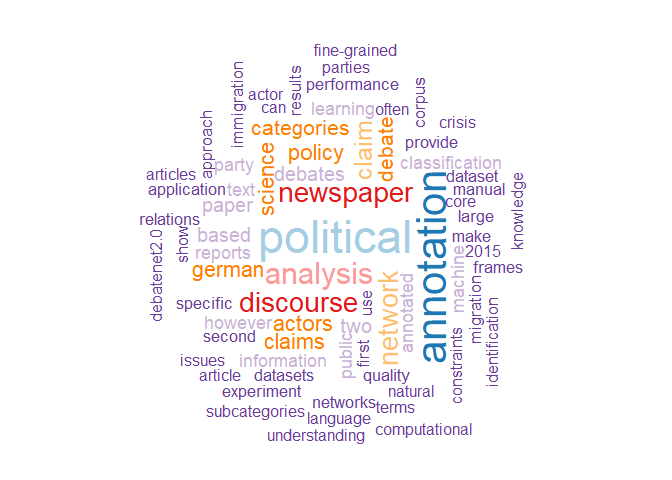 fine-grained
parties
performance
immigration
actor
results
can
learning
often
corpus
approach
categories
claim
debate
crisis
provide
science
policy
party
debates
classification
articles
application
text
newspaper
annotation
dataset
manual
knowledge
paper
core
relations
political
large
debatenet2.0
show
based
make
reports
2015
german
analysis
network
annotated
machine
frames
migration
identification
specific
discourse
use
however
actors
two
second
claims
public
first
constraints
issues
information
article
datasets
quality
experiment
natural
subcategories
networks
terms
language
understanding
computational